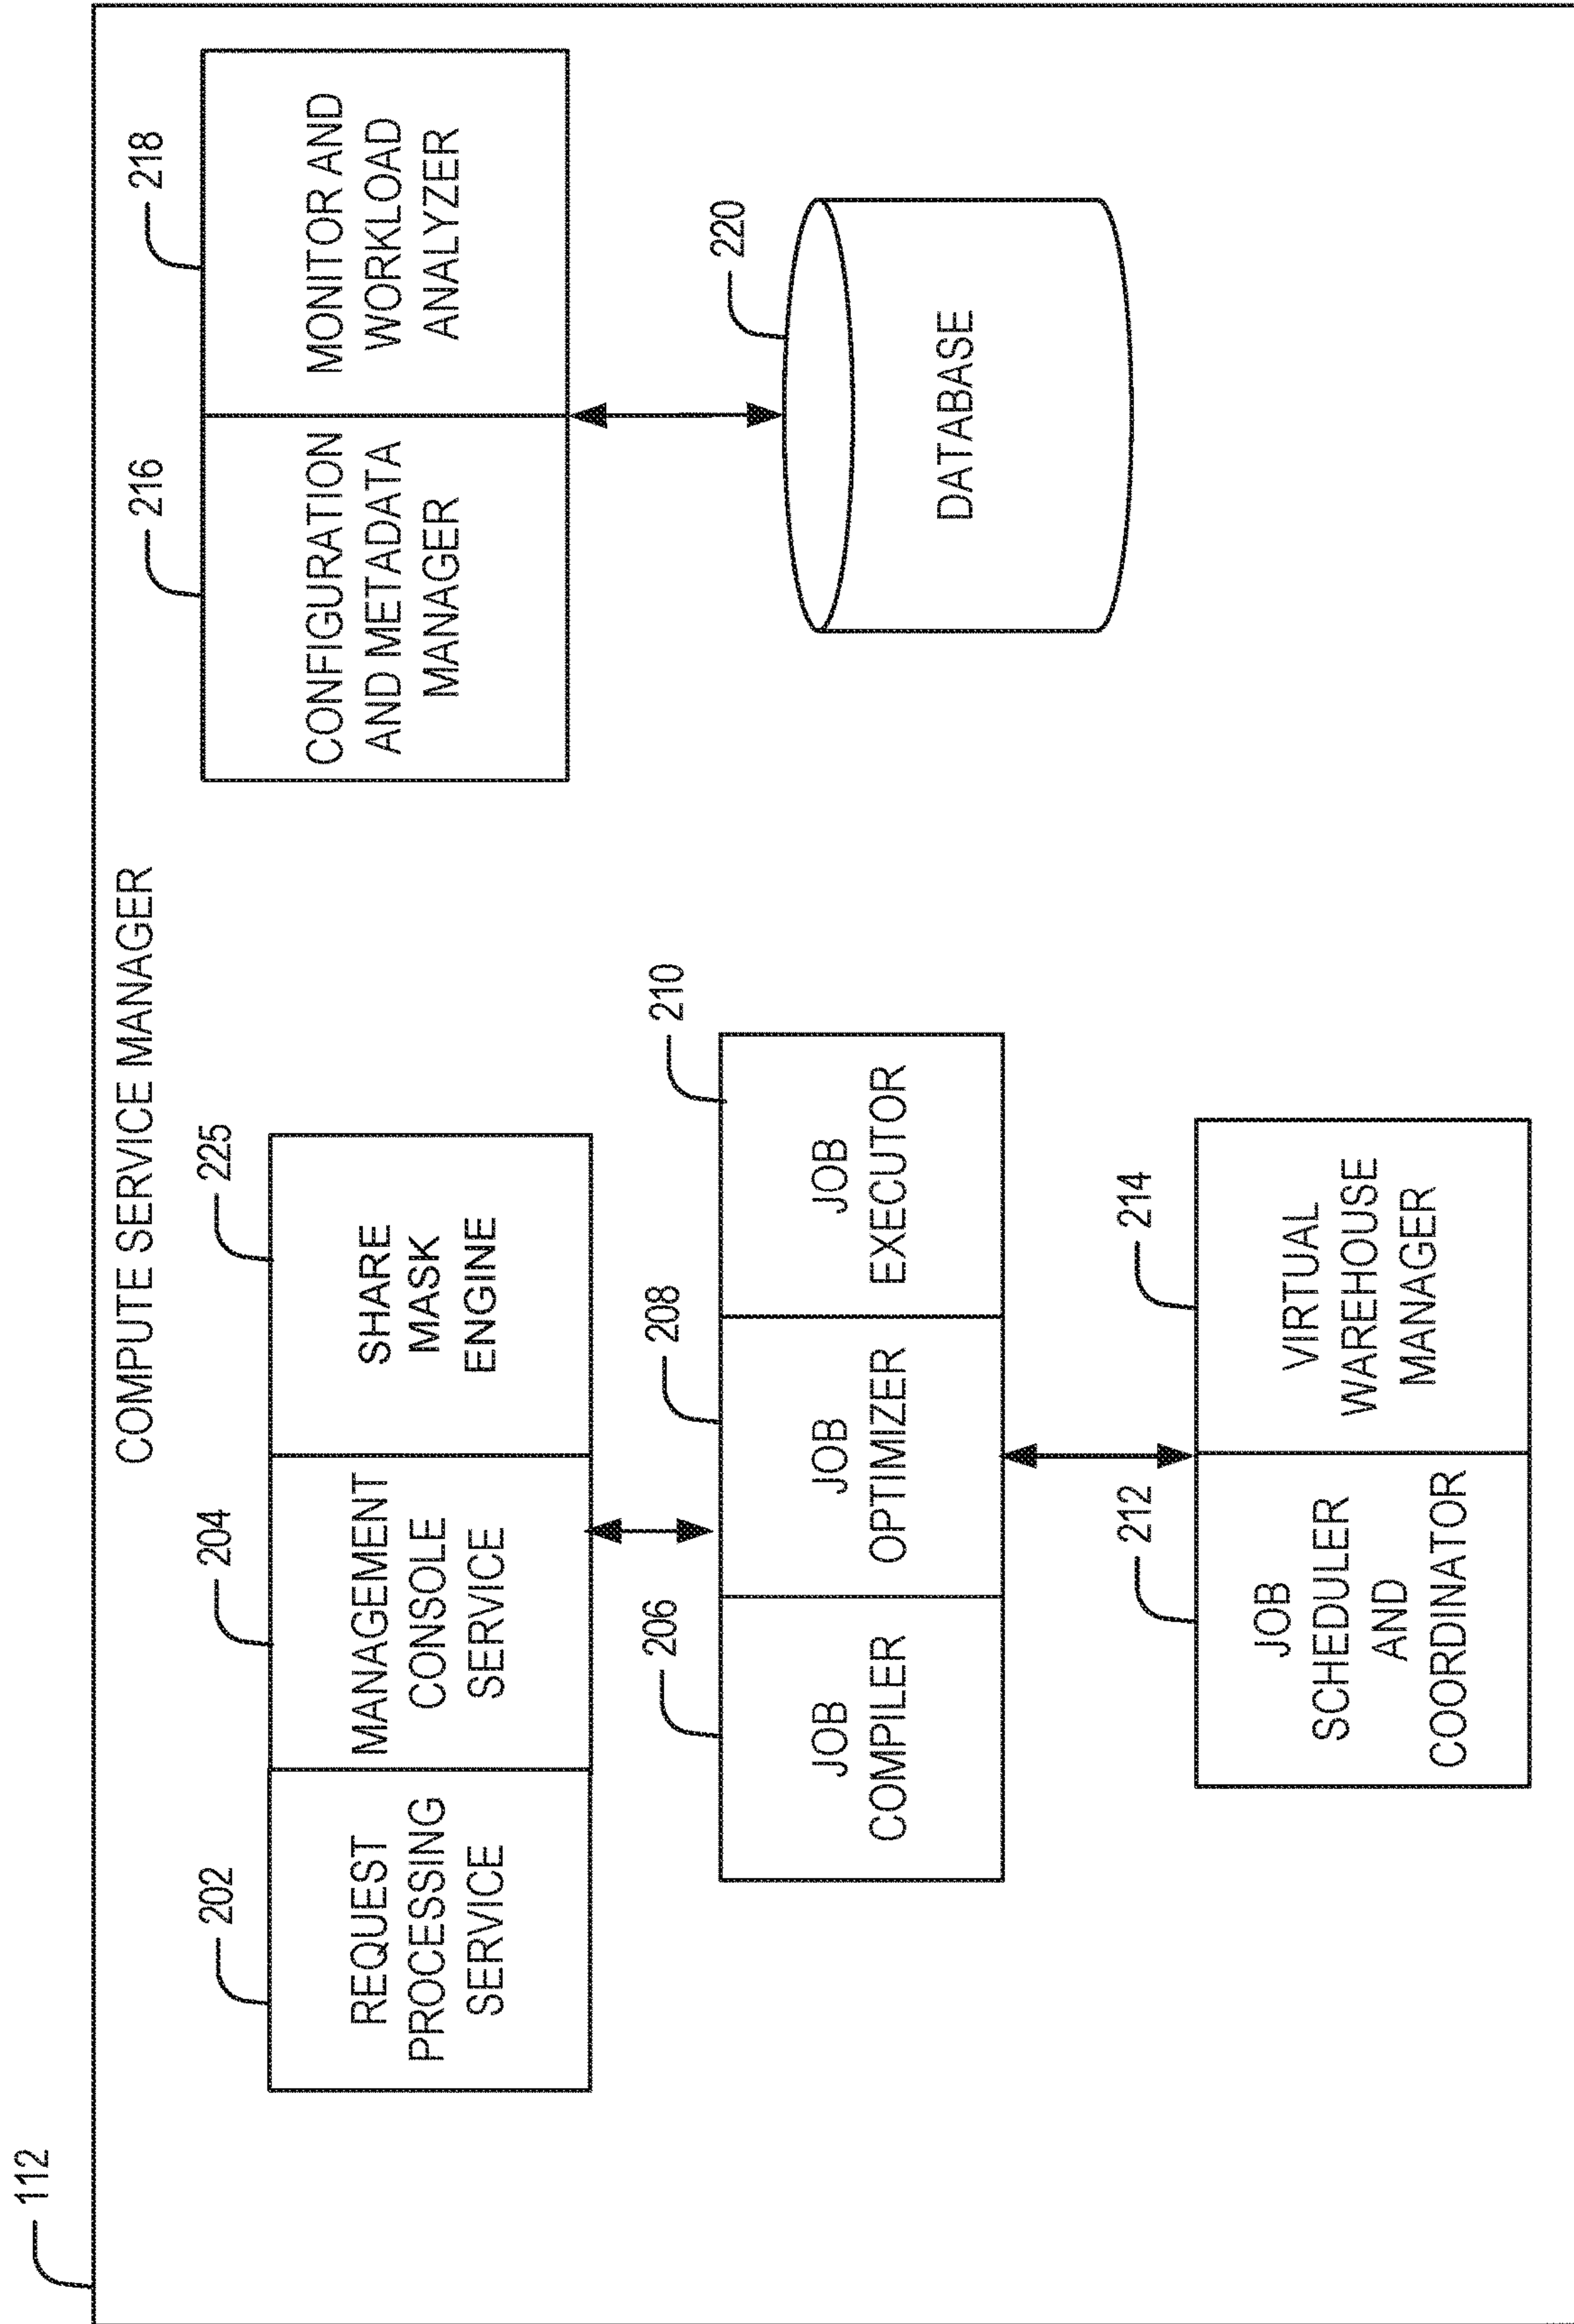 112
COMPUTE SERVICE MANAGER
202
REQUEST
PROCESSING
SERVICE
204
MANAGEMENT
CONSOLE
SERVICE
225
SHARE
MASK
ENGINE
206
JOB
COMPILER
208
JOB
OPTIMIZER
210
JOB
EXECUTOR
212
JOB
SCHEDULER
AND
COORDINATOR
214
VIRTUAL
WAREHOUSE
MANAGER
216
CONFIGURATION
AND METADATA
MANAGER
218
MONITOR AND
WORKLOAD
ANALYZER
220
DATABASE